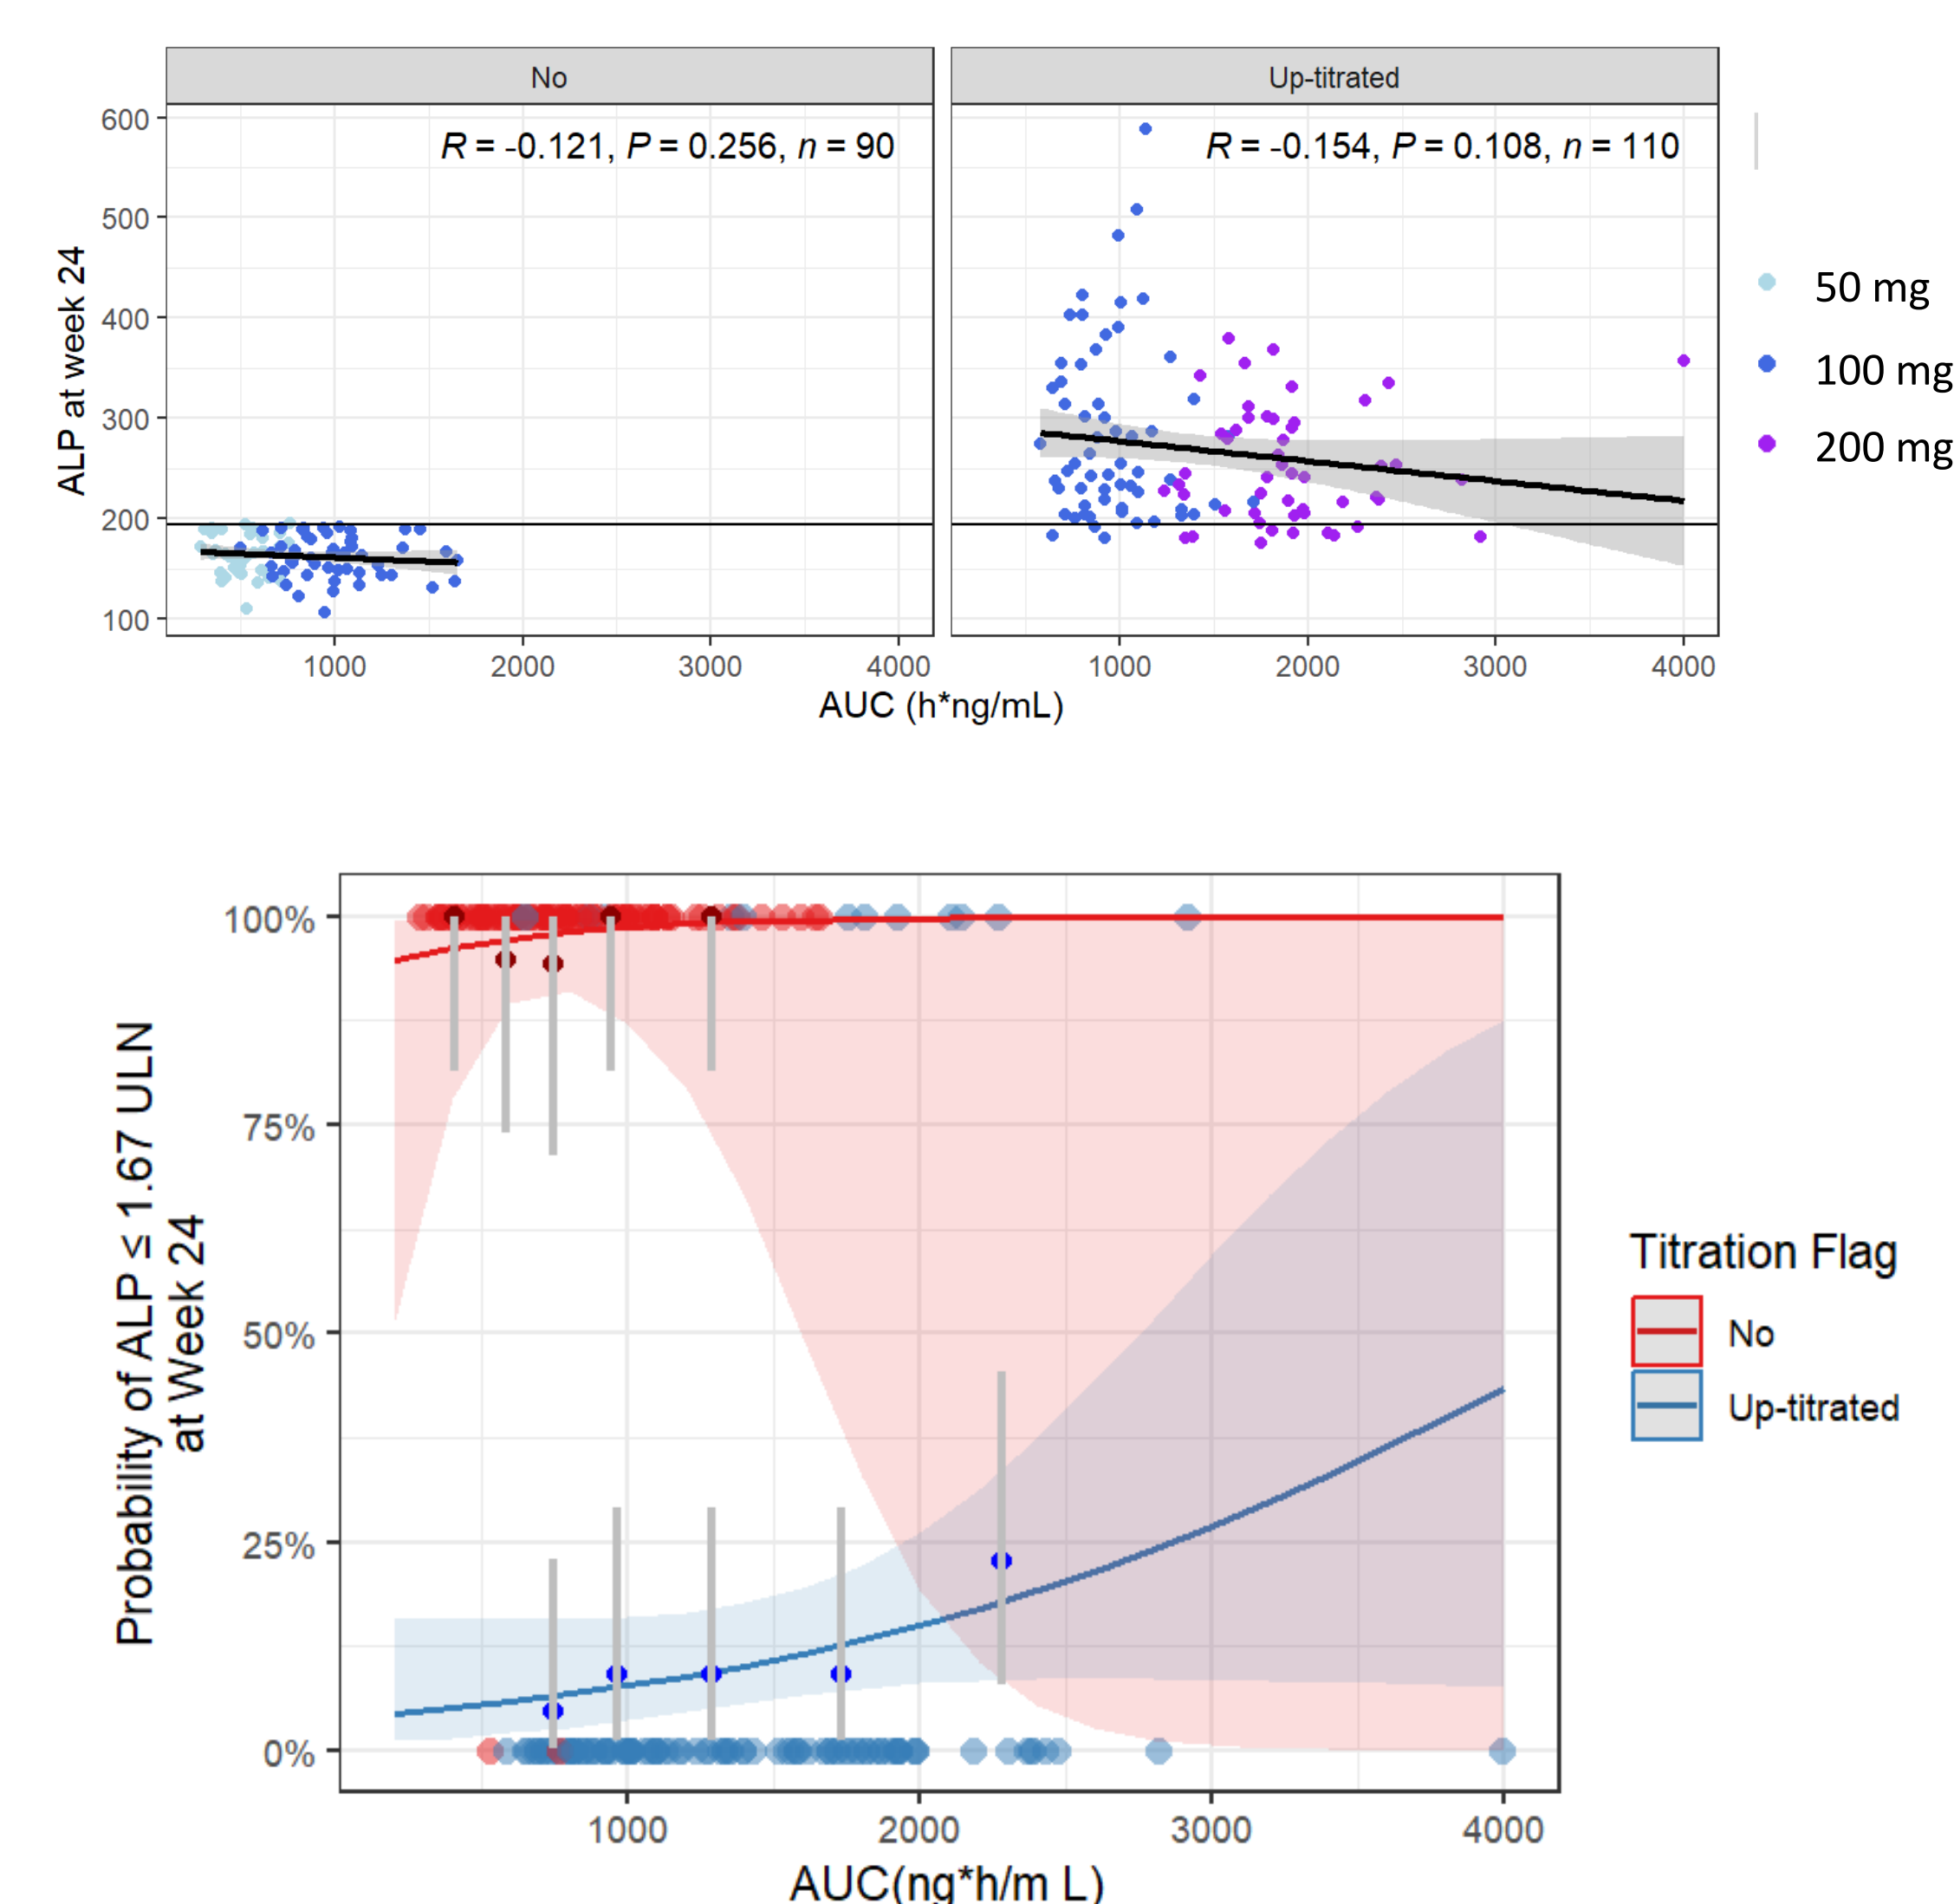 No
Up-titrated
R = -0.121, P = 0.256, n = 90
R = -0.154, P = 0.108, n = 110
600
500
400
300
200
100
ALP at week 24
1000
2000
3000
4000
1000
2000
3000
4000
AUC (h*ng/mL)
50 mg
100 mg
200 mg
100%
75%
50%
25%
0%
Probability of ALP ≤ 1.67 ULN
at Week 24
1000
2000
3000
4000
AUC(ng*h/m L)
Titration Flag
No
Up-titrated